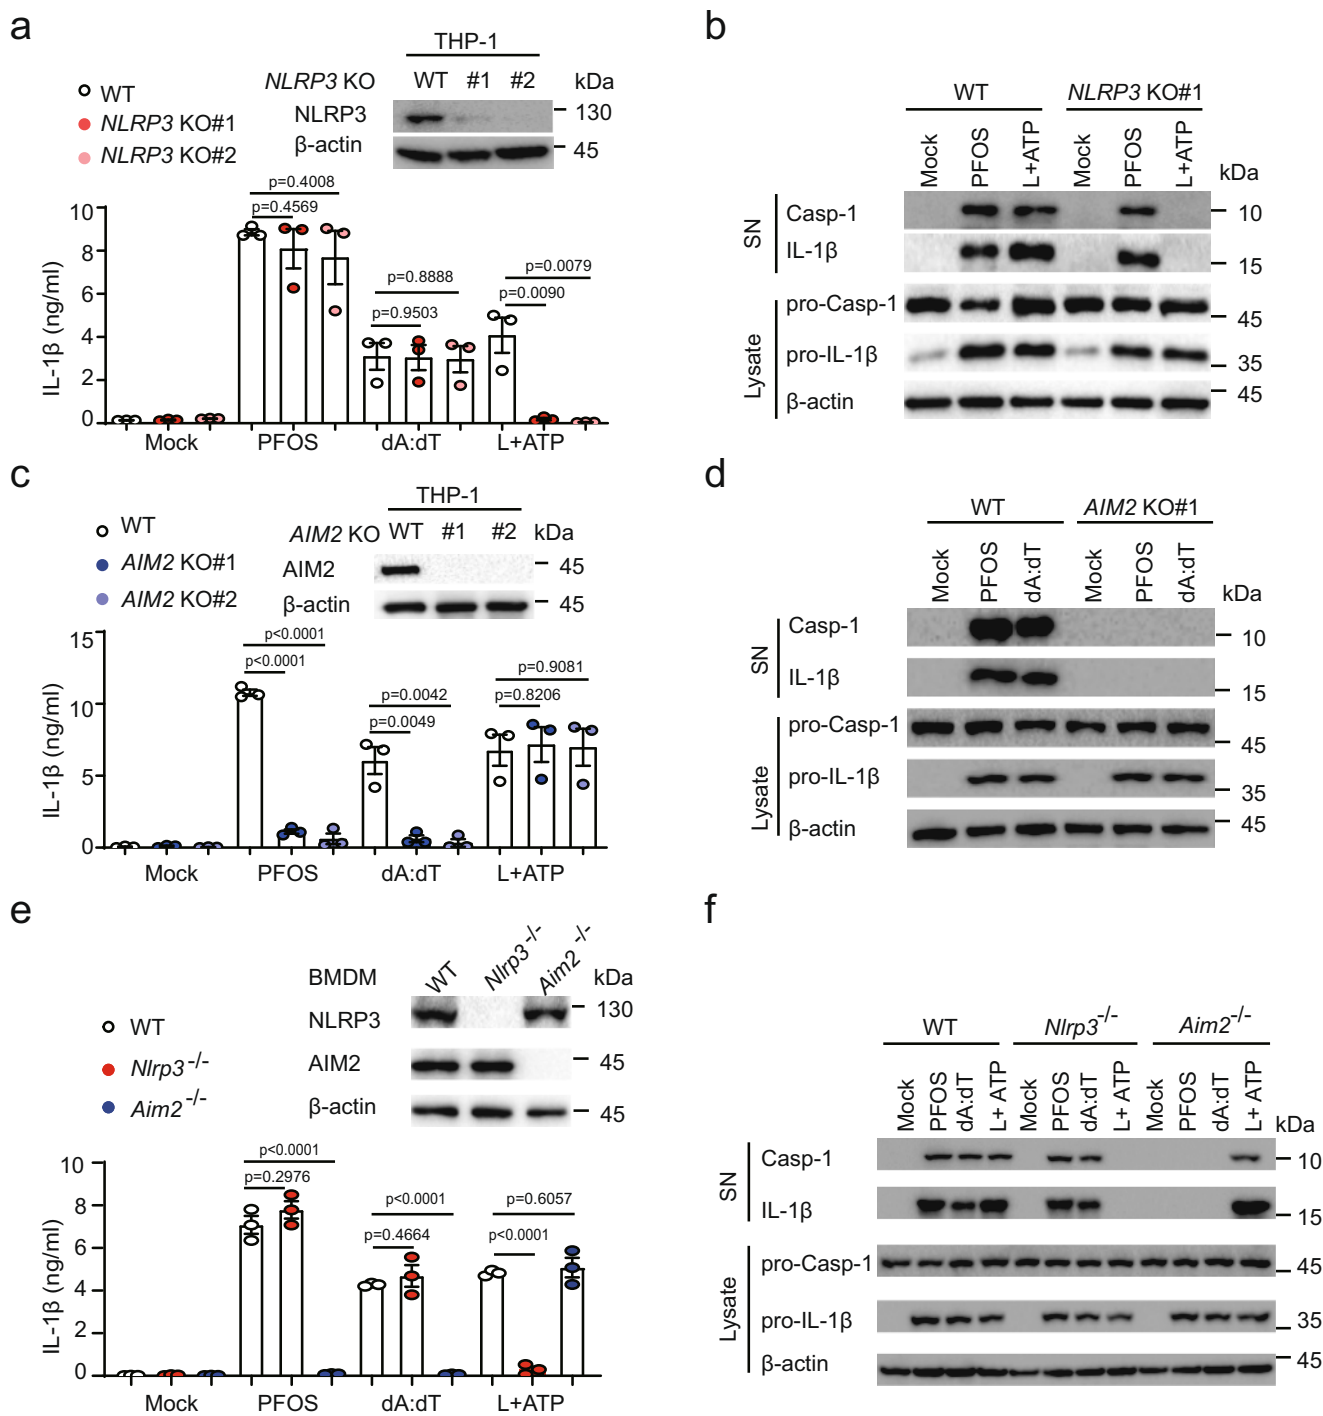 a
THP-1
NLRP3 KO WT #1 #2 kDa
WT
NLRP3 KO#1
NLRP3 KO#2
NLRP3 130
β-actin 45
p=0.4008
p=0.4569
p=0.8888
p=0.9503
p=0.0079
p=0.0090
IL-1β (ng/ml)
10
8
6
4
2
0
Mock PFOS dA:dT L+ATP
b
WT NLRP3 KO#1
Mock PFOS L+ATP Mock PFOS L+ATP kDa
SN
Casp-1 10
IL-1β 15
Lysate
pro-Casp-1 45
pro-IL-1β 35
β-actin 45
c
THP-1
AIM2 KO WT #1 #2 kDa
WT
AIM2 KO#1
AIM2 KO#2
AIM2 45
β-actin 45
p<0.0001
p<0.0001
p=0.0042
p=0.0049
p=0.9081
p=0.8206
IL-1β (ng/ml)
15
10
5
0
Mock PFOS dA:dT L+ATP
d
WT AIM2 KO#1
Mock PFOS dA:dT Mock PFOS dA:dT kDa
SN
Casp-1 10
IL-1β 15
Lysate
pro-Casp-1 45
pro-IL-1β 35
β-actin 45
e
BMDM WT Nlrp3-/- Aim2-/- kDa
WT
Nlrp3-/-
Aim2-/-
NLRP3 130
AIM2 45
β-actin 45
p<0.0001
p=0.2976
p<0.0001
p=0.4664
p=0.6057
p<0.0001
IL-1β (ng/ml)
10
8
6
4
2
0
Mock PFOS dA:dT L+ATP
f
WT Nlrp3-/- Aim2-/-
Mock PFOS dA:dT L+ ATP Mock PFOS dA:dT L+ ATP Mock PFOS dA:dT L+ ATP kDa
SN
Casp-1 10
IL-1β 15
Lysate
pro-Casp-1 45
pro-IL-1β 35
β-actin 45